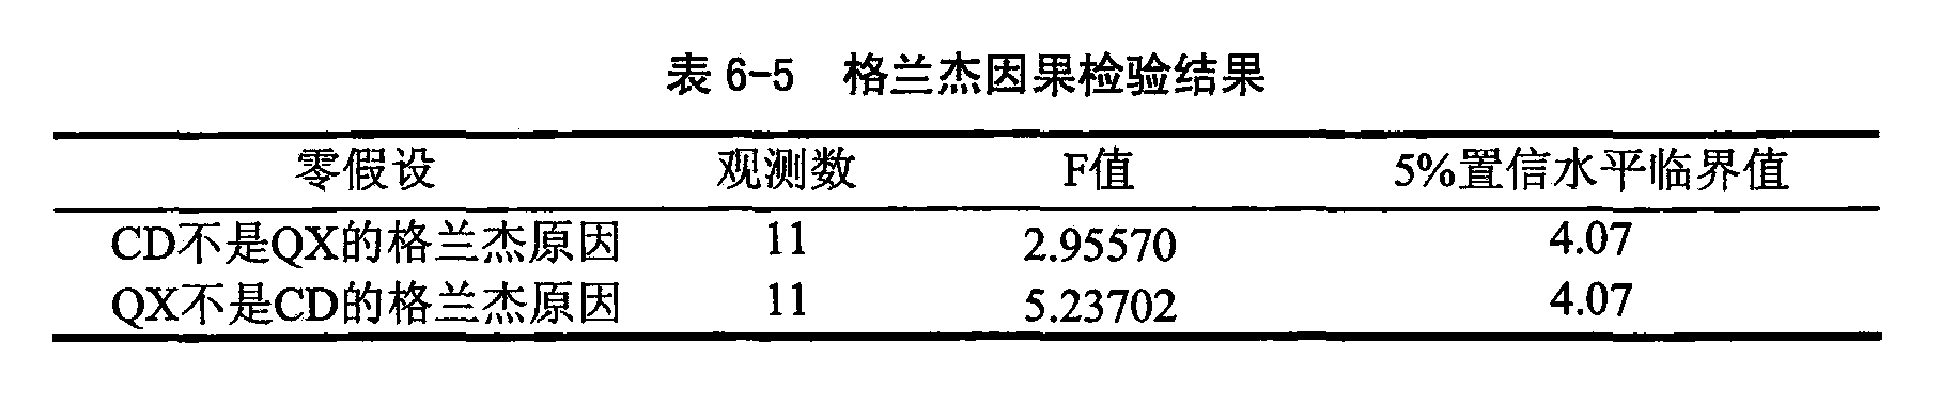 表 6-5 格兰杰因果检验结果
零假设 观测数 F值 5%置信水平临界值
CD不是QX的格兰杰原因 11 2.95570 4.07
QX不是CD的格兰杰原因 11 5.23702 4.07